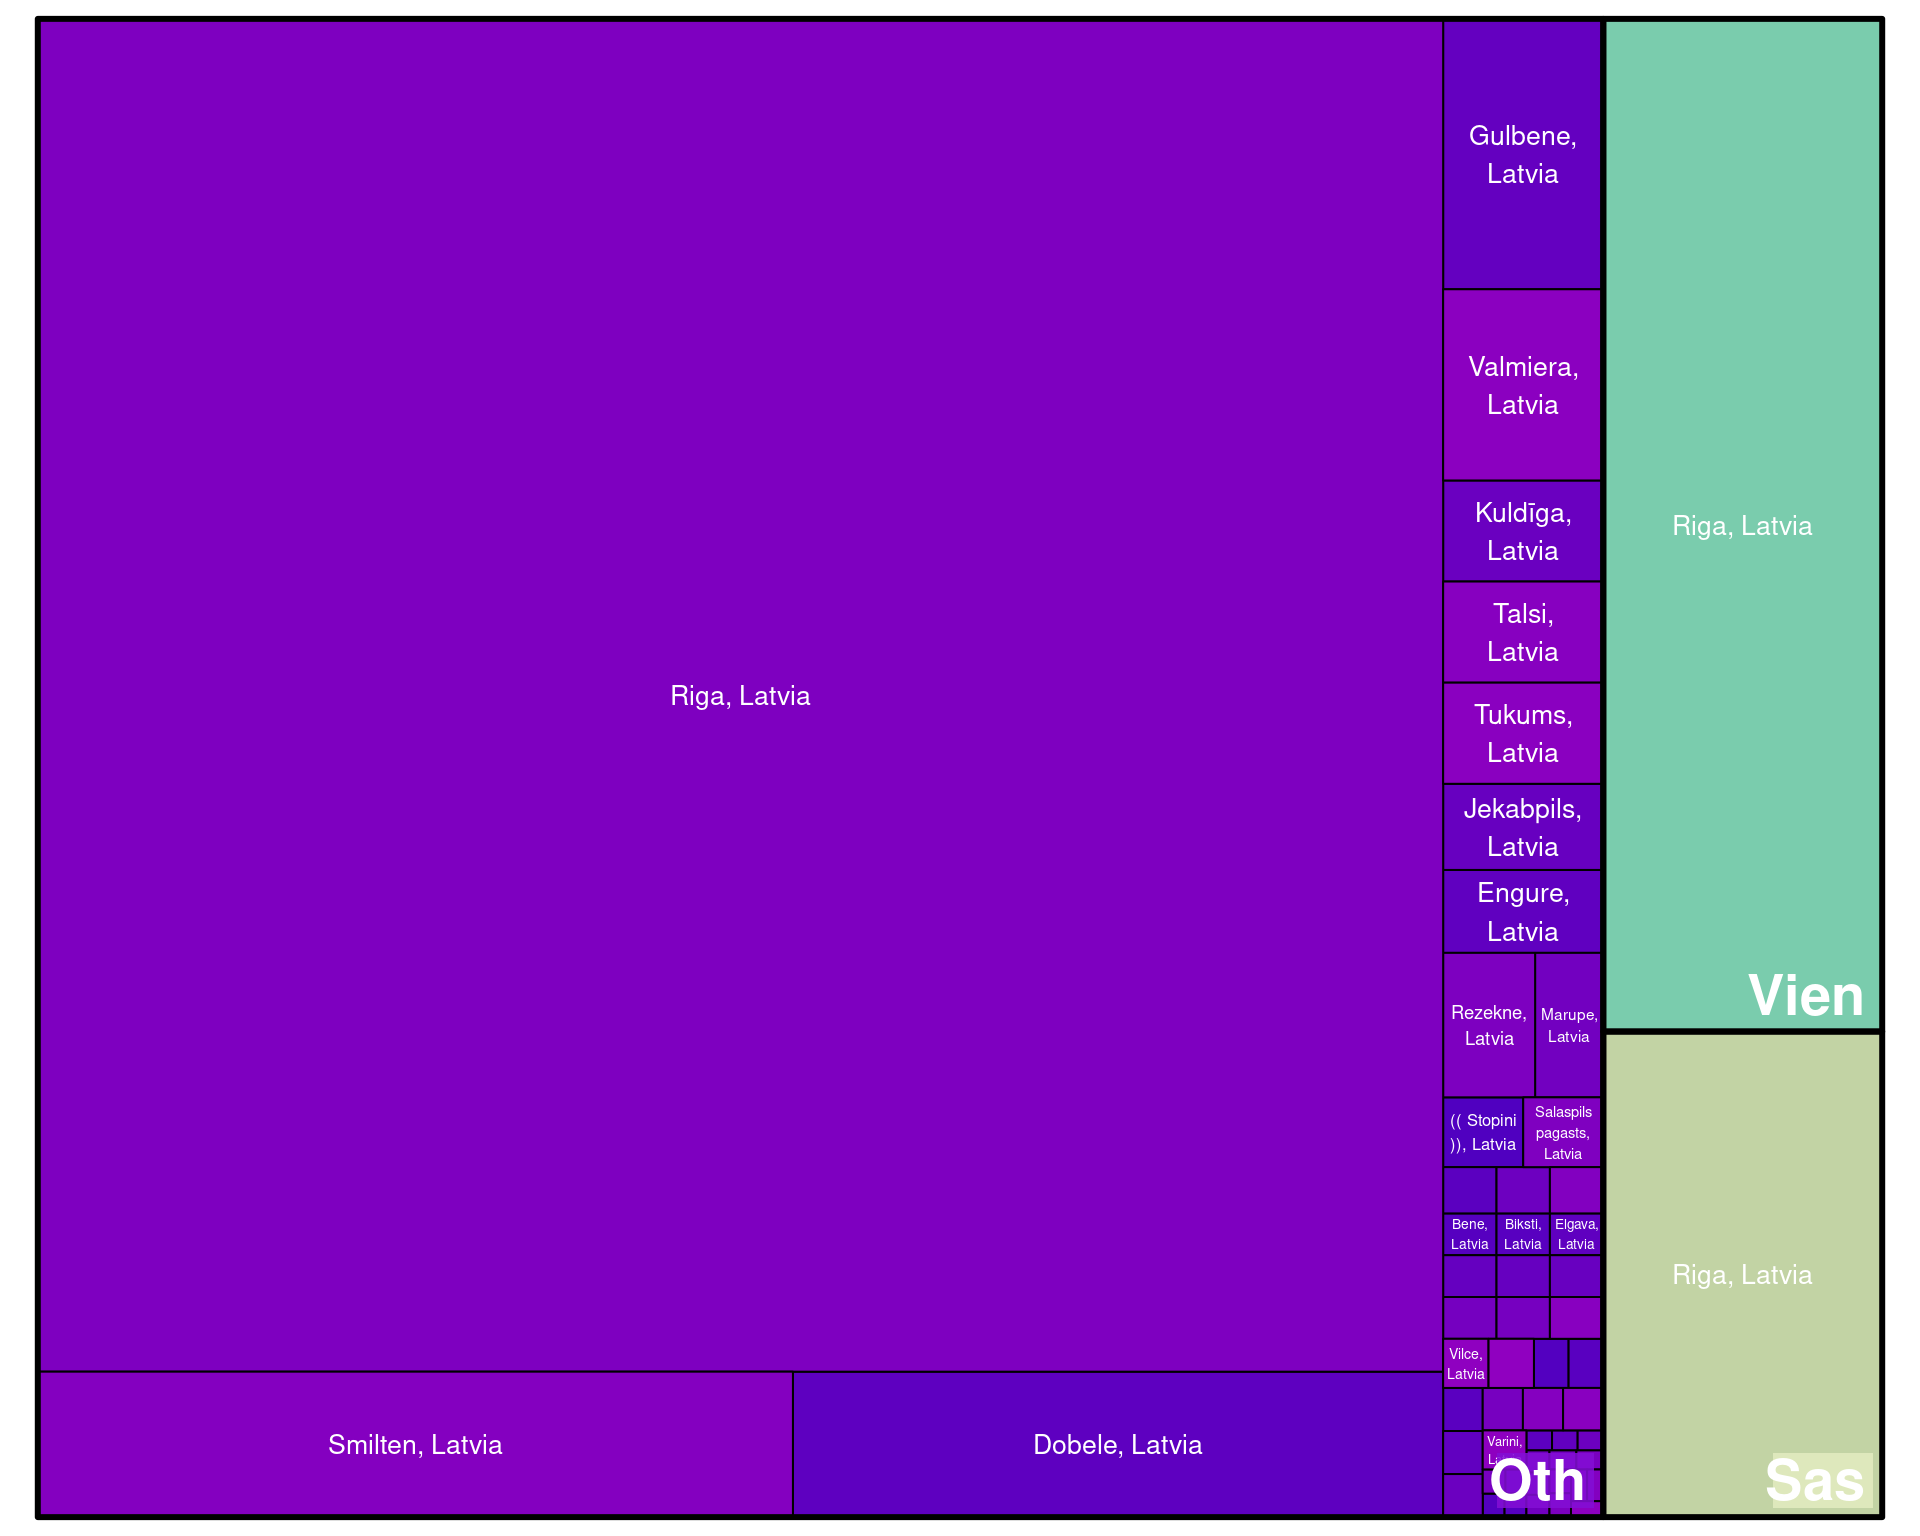 Riga, Latvia
Smilten, Latvia
Dobele, Latvia
Gulbene,
Latvia
Valmiera,
Latvia
Kuldīga,
Latvia
Talsi,
Latvia
Tukums,
Latvia
Jekabpils,
Latvia
Engure,
Latvia
Rezekne,
Latvia
Marupe,
Latvia
(( Stopini
)), Latvia
Salaspils
pagasts,
Latvia
Bene,
Latvia
Biksti,
Latvia
Elgava,
Latvia
Vilce,
Latvia
Varini,
Oth
Riga, Latvia
Vien
Riga, Latvia
Sas